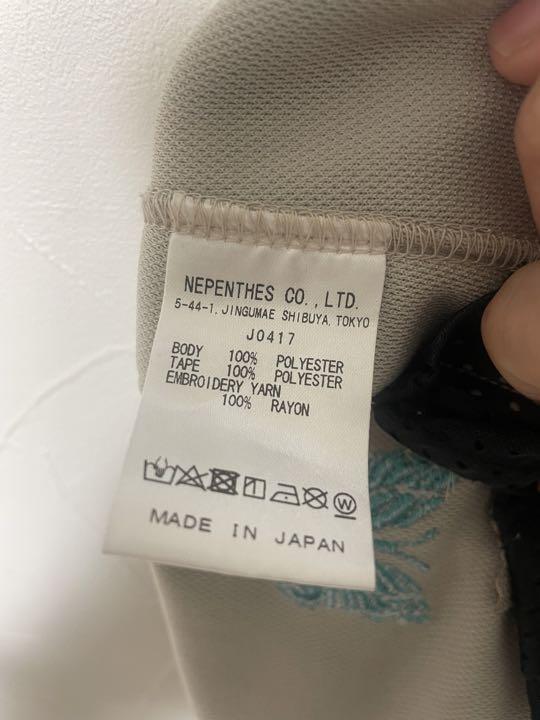 NEPENTHES CO.,LTD.
5-44-1, JINGUMAE SHIBUYA, TOKYO
J0417
BODY 100% POLYESTER
TAPE 100% POLYESTER
EMBROIDERY YARN
100% RAYON
W
MADE IN JAPAN